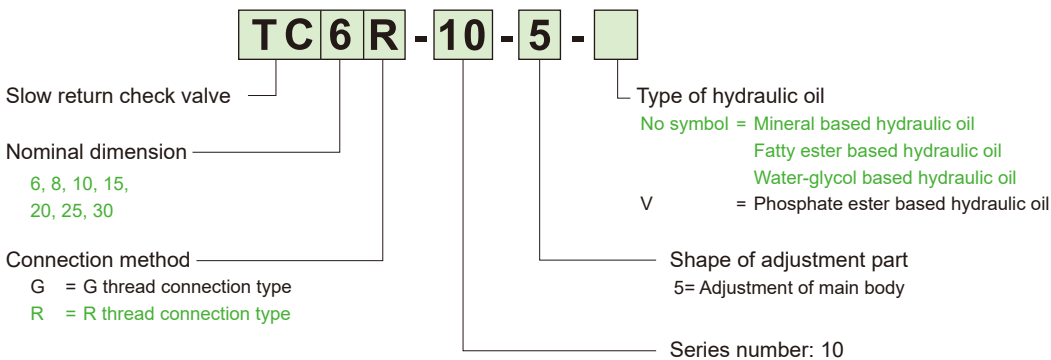 TC6R-10-5-
Slow return check valve
Nominal dimension
6, 8, 10, 15,
20, 25, 30
Connection method
G = G thread connection type
R = R thread connection type
Type of hydraulic oil
No symbol = Mineral based hydraulic oil
Fatty ester based hydraulic oil
Water-glycol based hydraulic oil
V = Phosphate ester based hydraulic oil
Shape of adjustment part
5= Adjustment of main body
Series number: 10